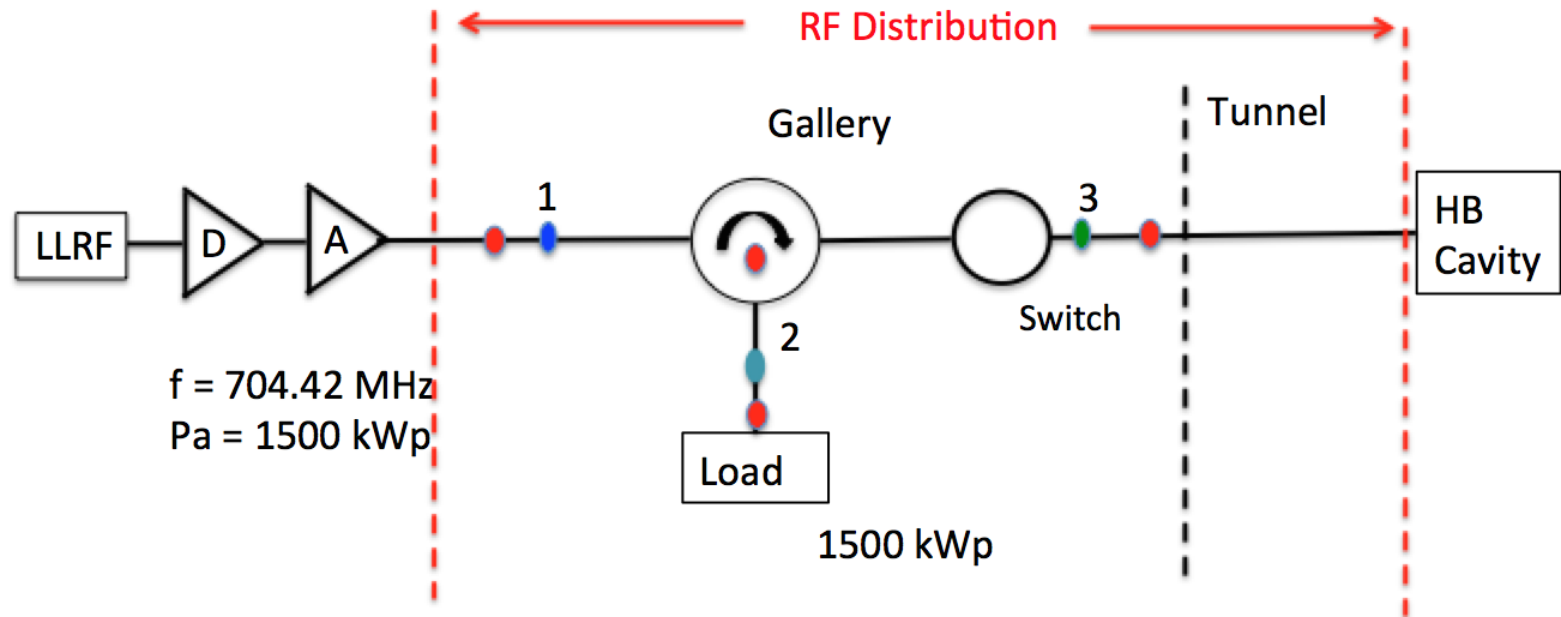 RF Distribution
Gallery
Tunnel
LLRF
D
A
1
3
HB
Cavity
Switch
2
f = 704.42 MHz
Pa = 1500 kWp
Load
1500 kWp